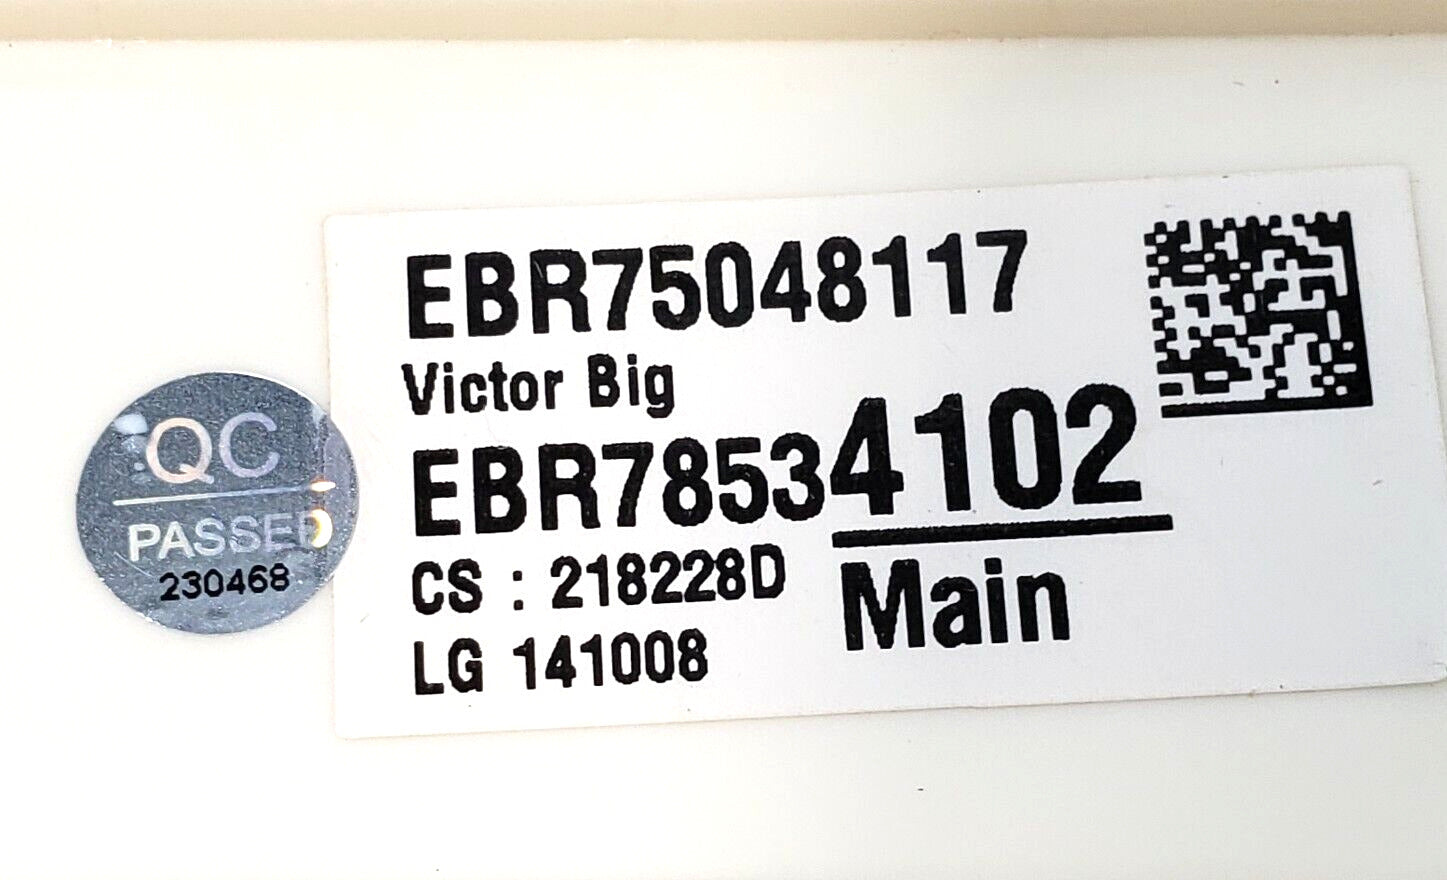 EBR75048117
Victor Big
EBR78534102
CS : 218228D
Main
LG 141008
QC
PASSED
230468